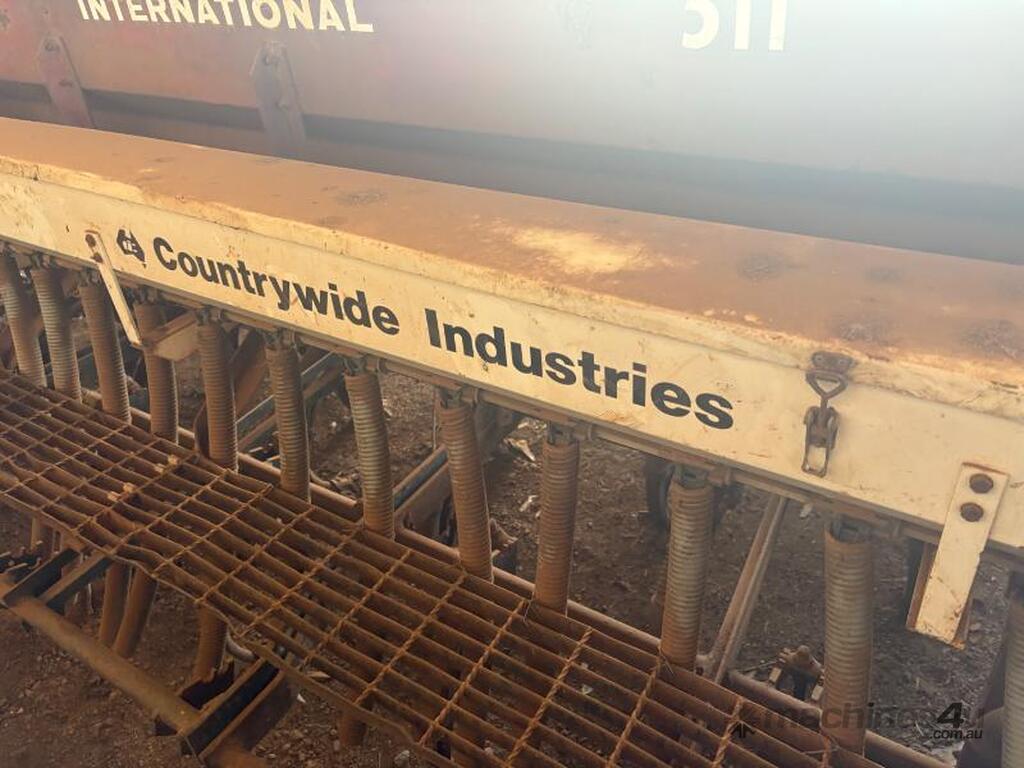 INTERNATIONAL 511
Countrywide Industries
machines4u
.com.au